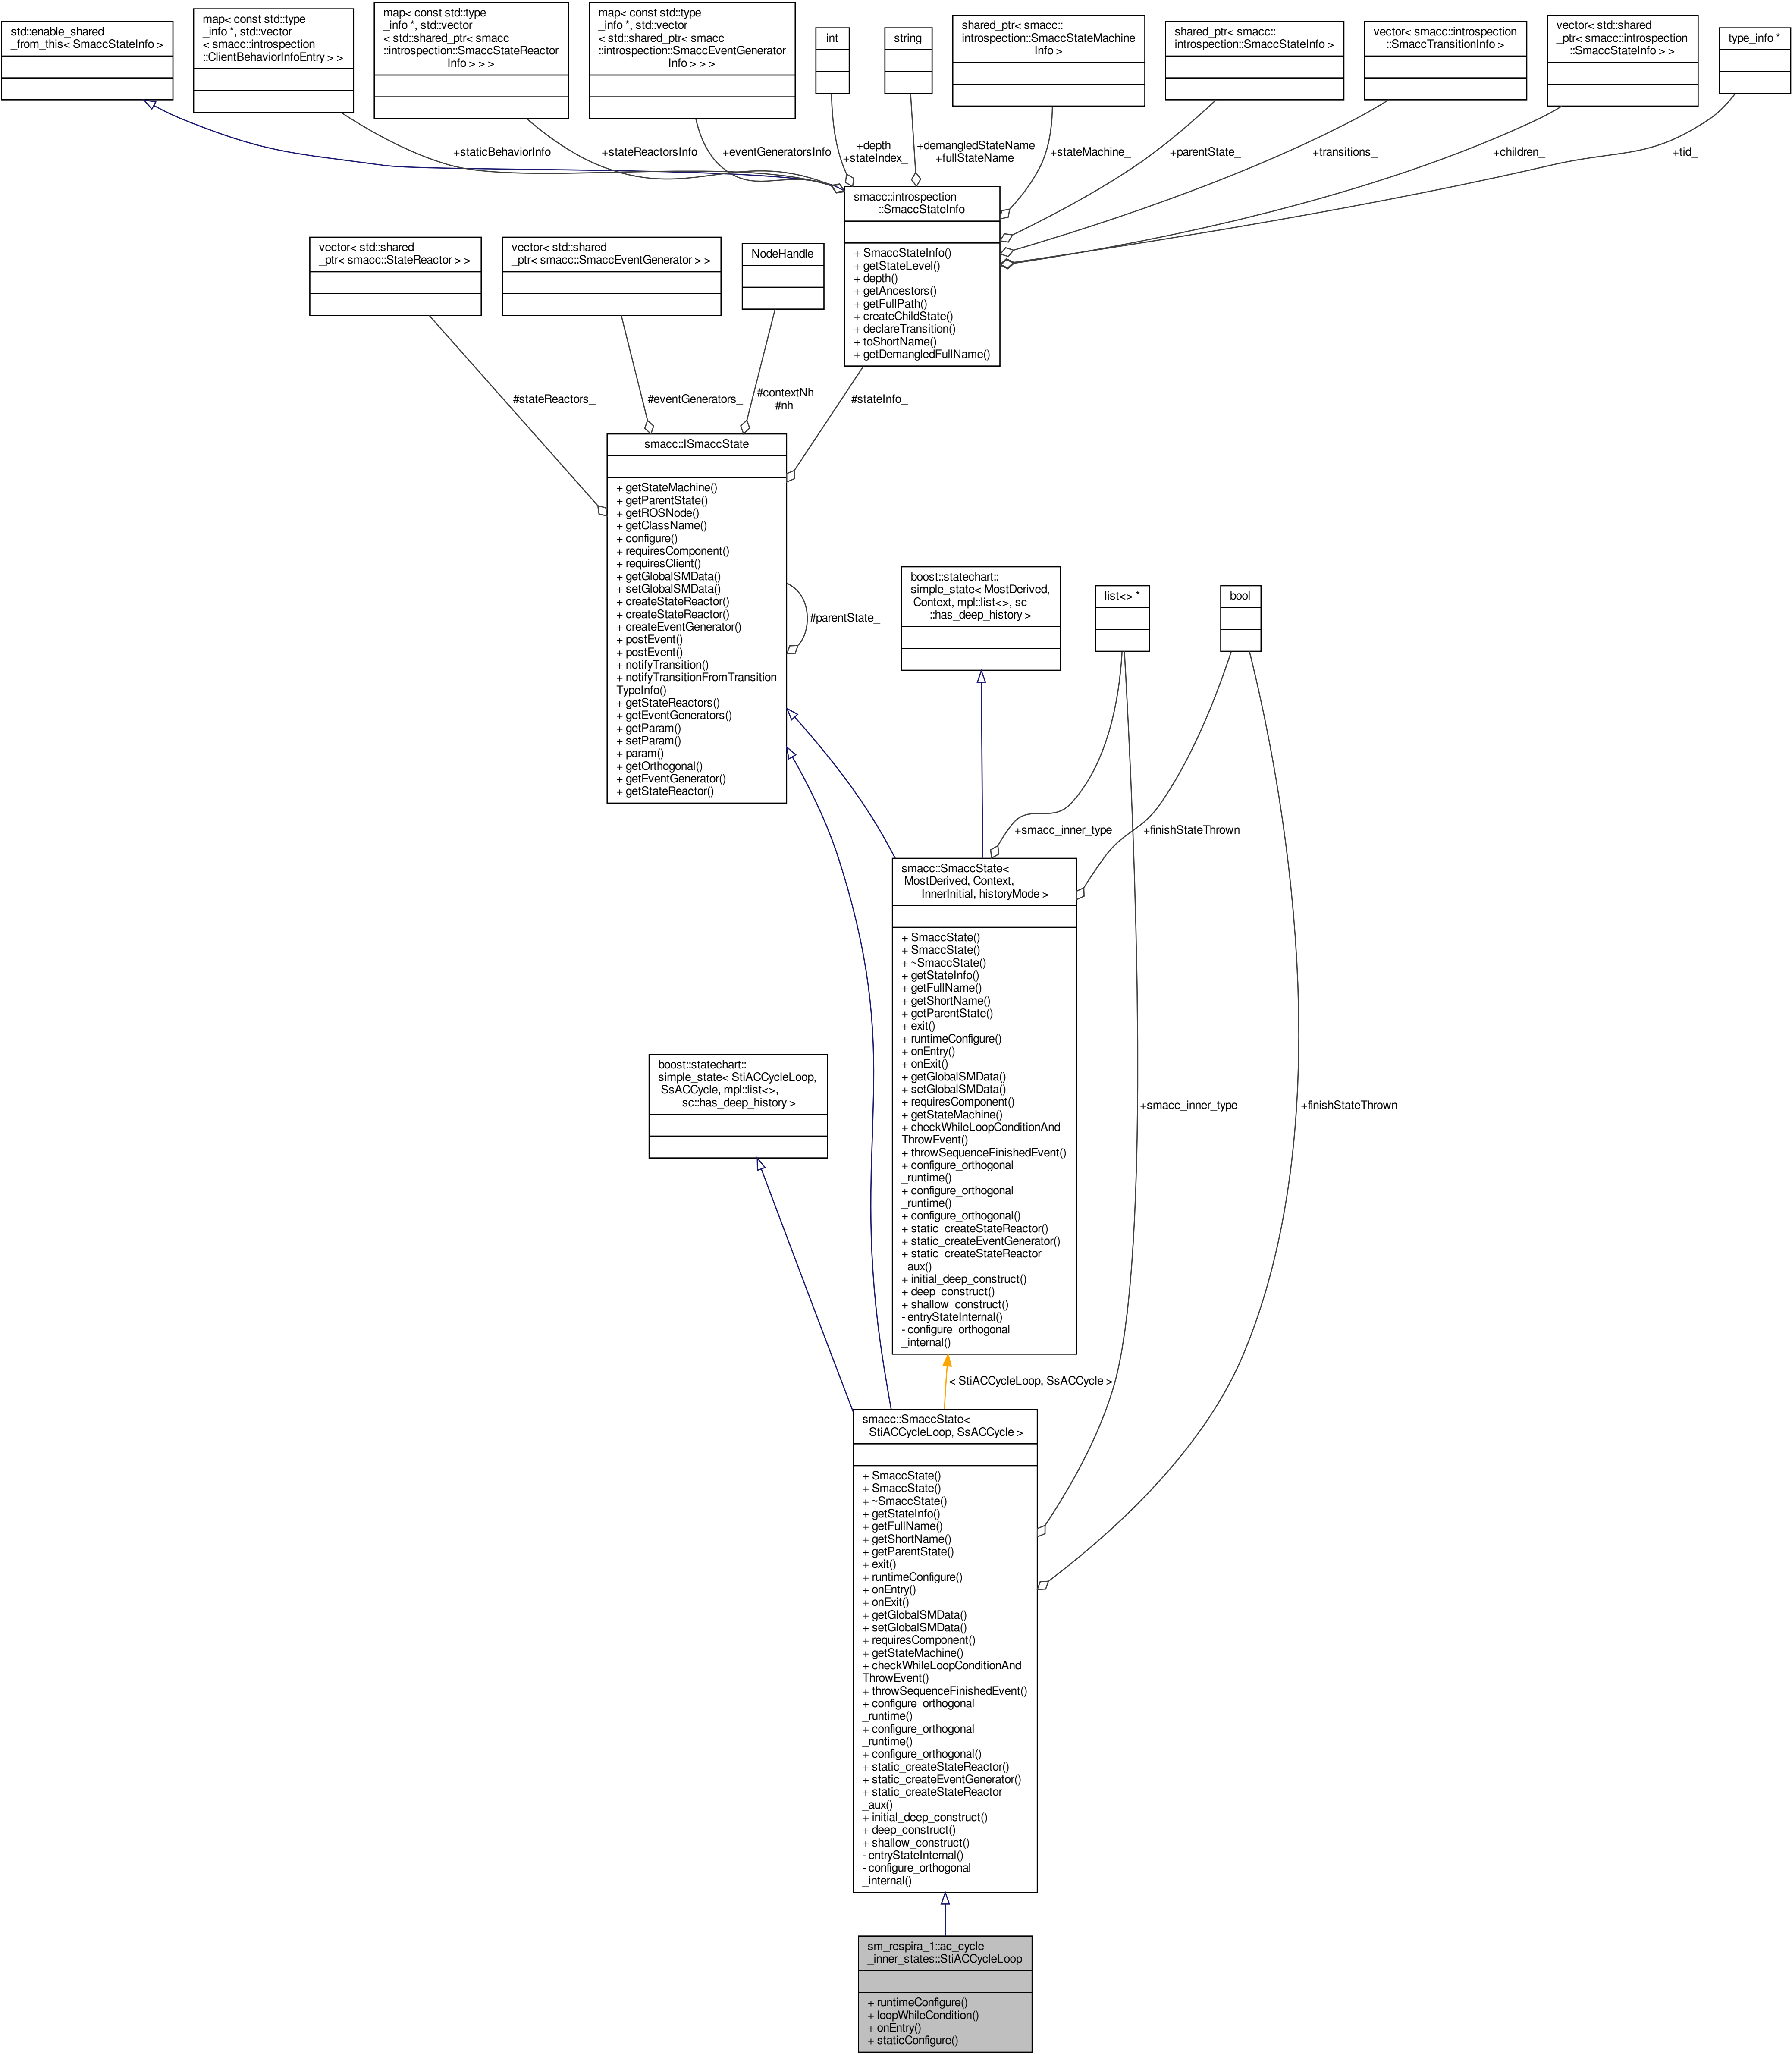 std::enable_shared
_from_this< SmaccStateInfo >
map< const std::type
_info *, std::vector
< smacc::introspection
::ClientBehaviorInfoEntry > >
map< const std::type
_info *, std::vector
< std::shared_ptr< smacc
::introspection::SmaccStateReactor
Info > > >
map< const std::type
_info *, std::vector
< std::shared_ptr< smacc
::introspection::SmaccEventGenerator
Info > > >
int
string
shared_ptr< smacc::
introspection::SmaccStateMachine
Info >
shared_ptr< smacc::
introspection::SmaccStateInfo >
vector< smacc::introspection
::SmaccTransitionInfo >
vector< std::shared
_ptr< smacc::introspection
::SmaccStateInfo > >
type_info *
+staticBehaviorInfo
+stateReactorsInfo
+eventGeneratorsInfo
+depth_
+stateIndex_
+demangledStateName
+fullStateName
+stateMachine_
+parentState_
+transitions_
+children_
+tid_
smacc::introspection
::SmaccStateInfo
+ SmaccStateInfo()
+ getStateLevel()
+ depth()
+ getAncestors()
+ getFullPath()
+ createChildState()
+ declareTransition()
+ toShortName()
+ getDemangledFullName()
vector< std::shared
_ptr< smacc::StateReactor > >
vector< std::shared
_ptr< smacc::SmaccEventGenerator > >
NodeHandle
#stateReactors_
#eventGenerators_
#contextNh
#nh
#stateInfo_
smacc::ISmaccState
+ getStateMachine()
+ getParentState()
+ getROSNode()
+ getClassName()
+ configure()
+ requiresComponent()
+ requiresClient()
+ getGlobalSMData()
+ setGlobalSMData()
+ createStateReactor()
+ createStateReactor()
+ createEventGenerator()
+ postEvent()
+ postEvent()
+ notifyTransition()
+ notifyTransitionFromTransition
TypeInfo()
+ getStateReactors()
+ getEventGenerators()
+ getParam()
+ setParam()
+ param()
+ getOrthogonal()
+ getEventGenerator()
+ getStateReactor()
#parentState_
boost::statechart::
simple_state< MostDerived,
Context, mpl::list<>, sc
::has_deep_history >
list<> *
bool
+smacc_inner_type
+finishStateThrown
smacc::SmaccState<
MostDerived, Context,
InnerInitial, historyMode >
+ SmaccState()
+ SmaccState()
+ ~SmaccState()
+ getStateInfo()
+ getFullName()
+ getShortName()
+ getParentState()
+ exit()
+ runtimeConfigure()
+ onEntry()
+ onExit()
+ getGlobalSMData()
+ setGlobalSMData()
+ requiresComponent()
+ getStateMachine()
+ checkWhileLoopConditionAnd
ThrowEvent()
+ throwSequenceFinishedEvent()
+ configure_orthogonal
_runtime()
+ configure_orthogonal
_runtime()
+ configure_orthogonal()
+ static_createStateReactor()
+ static_createEventGenerator()
+ static_createStateReactor
_aux()
+ initial_deep_construct()
+ deep_construct()
+ shallow_construct()
- entryStateInternal()
- configure_orthogonal
_internal()
boost::statechart::
simple_state< StiACCycleLoop,
SsACCycle, mpl::list<>,
sc::has_deep_history >
+smacc_inner_type
+finishStateThrown
< StiACCycleLoop, SsACCycle >
smacc::SmaccState<
StiACCycleLoop, SsACCycle >
+ SmaccState()
+ SmaccState()
+ ~SmaccState()
+ getStateInfo()
+ getFullName()
+ getShortName()
+ getParentState()
+ exit()
+ runtimeConfigure()
+ onEntry()
+ onExit()
+ getGlobalSMData()
+ setGlobalSMData()
+ requiresComponent()
+ getStateMachine()
+ checkWhileLoopConditionAnd
ThrowEvent()
+ throwSequenceFinishedEvent()
+ configure_orthogonal
_runtime()
+ configure_orthogonal
_runtime()
+ configure_orthogonal()
+ static_createStateReactor()
+ static_createEventGenerator()
+ static_createStateReactor
_aux()
+ initial_deep_construct()
+ deep_construct()
+ shallow_construct()
- entryStateInternal()
- configure_orthogonal
_internal()
sm_respira_1::ac_cycle
_inner_states::StiACCycleLoop
+ runtimeConfigure()
+ loopWhileCondition()
+ onEntry()
+ staticConfigure()